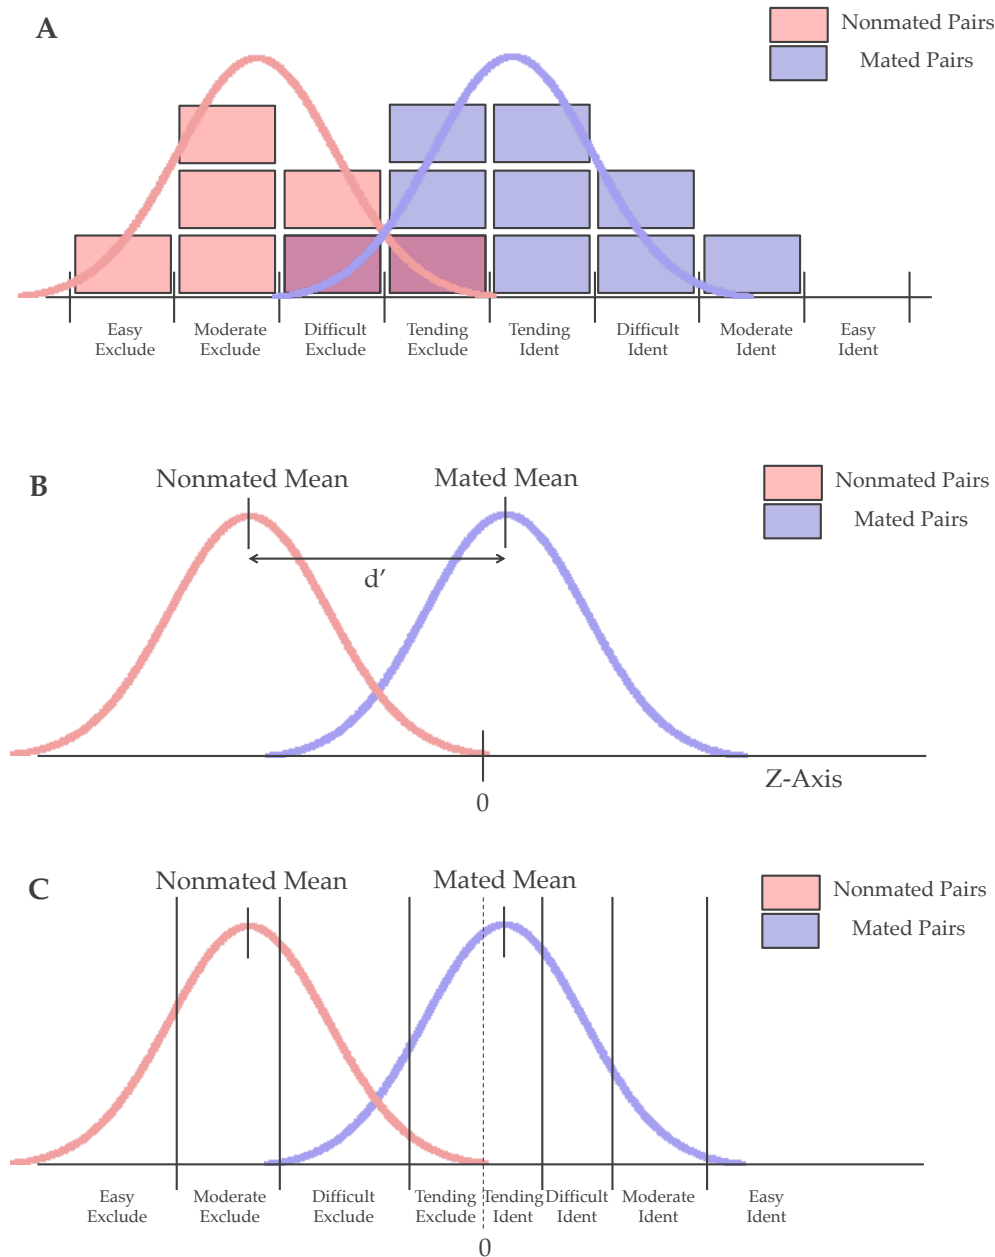 A
Nonmated Pairs
Mated Pairs
Easy Exclude
Moderate Exclude
Difficult Exclude
Tending Exclude
Tending Ident
Difficult Ident
Moderate Ident
Easy Ident
B
Nonmated Mean
Mated Mean
Nonmated Pairs
Mated Pairs
d′
Z-Axis
0
C
Nonmated Mean
Mated Mean
Nonmated Pairs
Mated Pairs
Easy Exclude
Moderate Exclude
Difficult Exclude
Tending Exclude
Tending Ident
Difficult Ident
Moderate Ident
Easy Ident
0